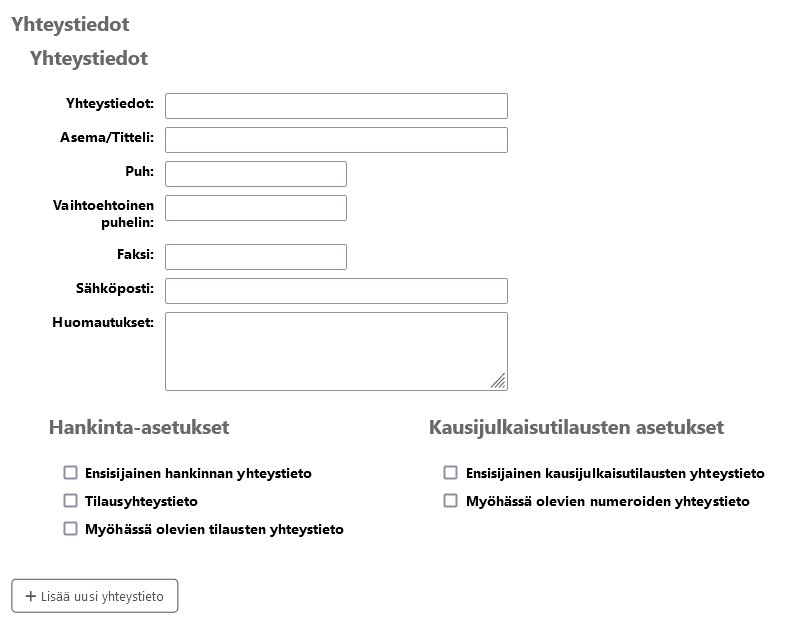 Yhteystiedot
Yhteystiedot
Yhteystiedot:
Asema/Titteli:
Puh:
Vaihtoehtoinen
puhelin:
Faksi:
Sähköposti:
Huomautukset:
Hankinta-asetukset
Ensisijainen hankinnan yhteystieto
Tilausyhteystieto
Myöhässä olevien tilausten yhteystieto
Kausijulkaisutilausten asetukset
Ensisijainen kausijulkaisutilausten yhteystieto
Myöhässä olevien numeroiden yhteystieto
+ Lisää uusi yhteystieto